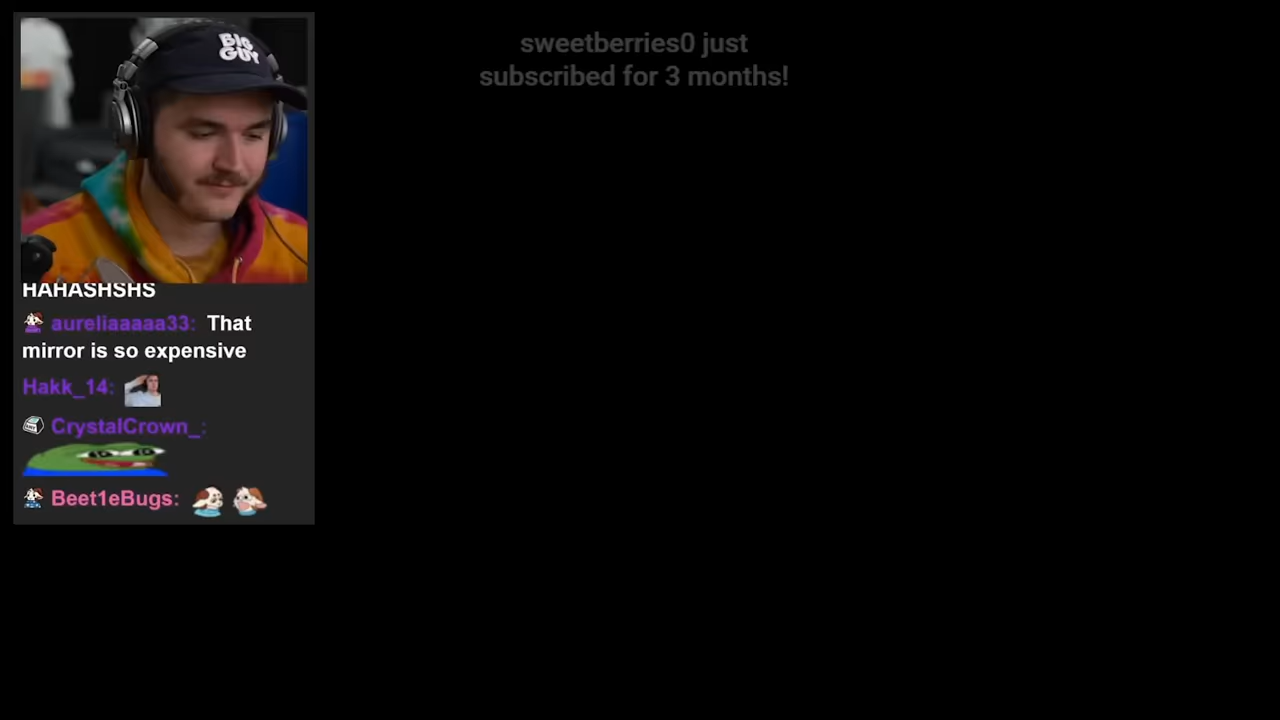 BIG
GUY
sweetberries0 just
subscribed for 3 months!
HAHASHSHS
aureliaaaaa33: That
mirror is so expensive
Hakk_14:
CrystalCrown_:
Beet1eBugs: